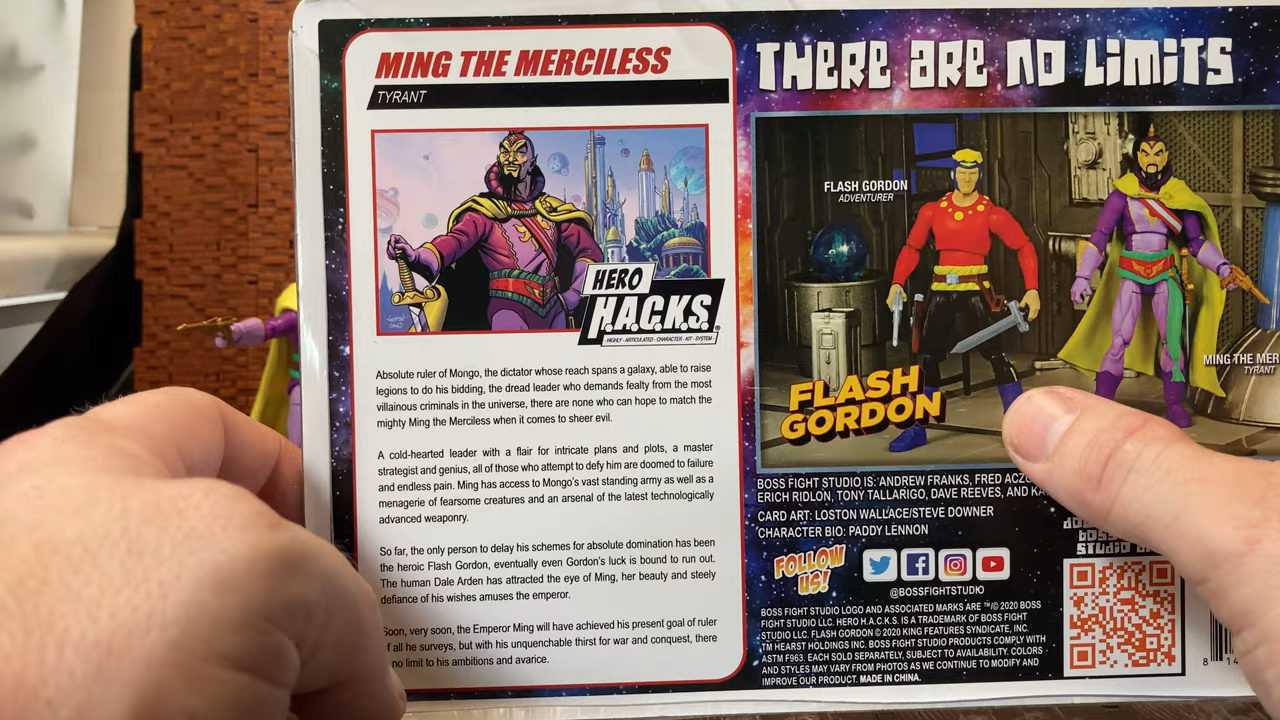 MING THE MERCILESS
TYRANT
HERO
H.A.C.K.S.®
HIGHLY - ARTICULATED - CHARACTER - KIT - SYSTEM
Absolute ruler of Mongo, the dictator whose reach spans a galaxy, able to raise
legions to do his bidding, the dread leader who demands fealty from the most
villainous criminals in the universe, there are none who can hope to match the
mighty Ming the Merciless when it comes to sheer evil.
A cold-hearted leader with a flair for intricate plans and plots, a master
strategist and genius, all of those who attempt to defy him are doomed to failure
and endless pain. Ming has access to Mongo's vast standing army as well as a
menagerie of fearsome creatures and an arsenal of the latest technologically
advanced weaponry.
So far, the only person to delay his schemes for absolute domination has been
the heroic Flash Gordon, eventually even Gordon's luck is bound to run out.
The human Dale Arden has attracted the eye of Ming, her beauty and steely
defiance of his wishes amuses the emperor.
Soon, very soon, the Emperor Ming will have achieved his present goal of ruler
of all he surveys, but with his unquenchable thirst for war and conquest, there
no limit to his ambitions and avarice.
THERE ARE NO LIMITS
FLASH GORDON
ADVENTURER
MING THE MER
TYRANT
FLASH
GORDON
BOSS FIGHT STUDIO IS: ANDREW FRANKS, FRED ACZO
ERICH RIDLON, TONY TALLARIGO, DAVE REEVES, AND KA
CARD ART: LOSTON WALLACE/STEVE DOWNER
CHARACTER BIO: PADDY LENNON
FOLLOW
US!
@BOSSFIGHTSTUDIO
BOSS FIGHT STUDIO LOGO AND ASSOCIATED MARKS ARE ™/© 2020 BOSS
FIGHT STUDIO LLC. HERO H.A.C.K.S. IS A TRADEMARK OF BOSS FIGHT
STUDIO LLC. FLASH GORDON © 2020 KING FEATURES SYNDICATE, INC.
TM HEARST HOLDINGS INC. BOSS FIGHT STUDIO PRODUCTS COMPLY WITH
ASTM F963. EACH SOLD SEPARATELY, SUBJECT TO AVAILABILITY. COLORS
AND STYLES MAY VARY FROM PHOTOS AS WE CONTINUE TO MODIFY AND
IMPROVE OUR PRODUCT. MADE IN CHINA.
8 14